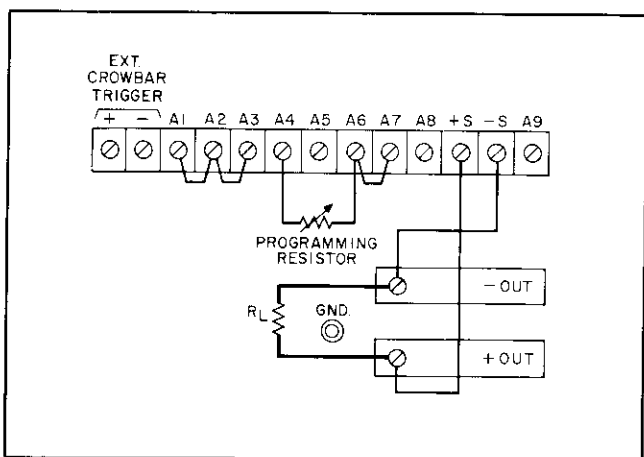 EXT.
CROWBAR
TRIGGER
+ - A1 A2 A3 A4 A5 A6 A7 A8 +S -S A9
PROGRAMMING
RESISTOR
- OUT
RL
GND.
+ OUT